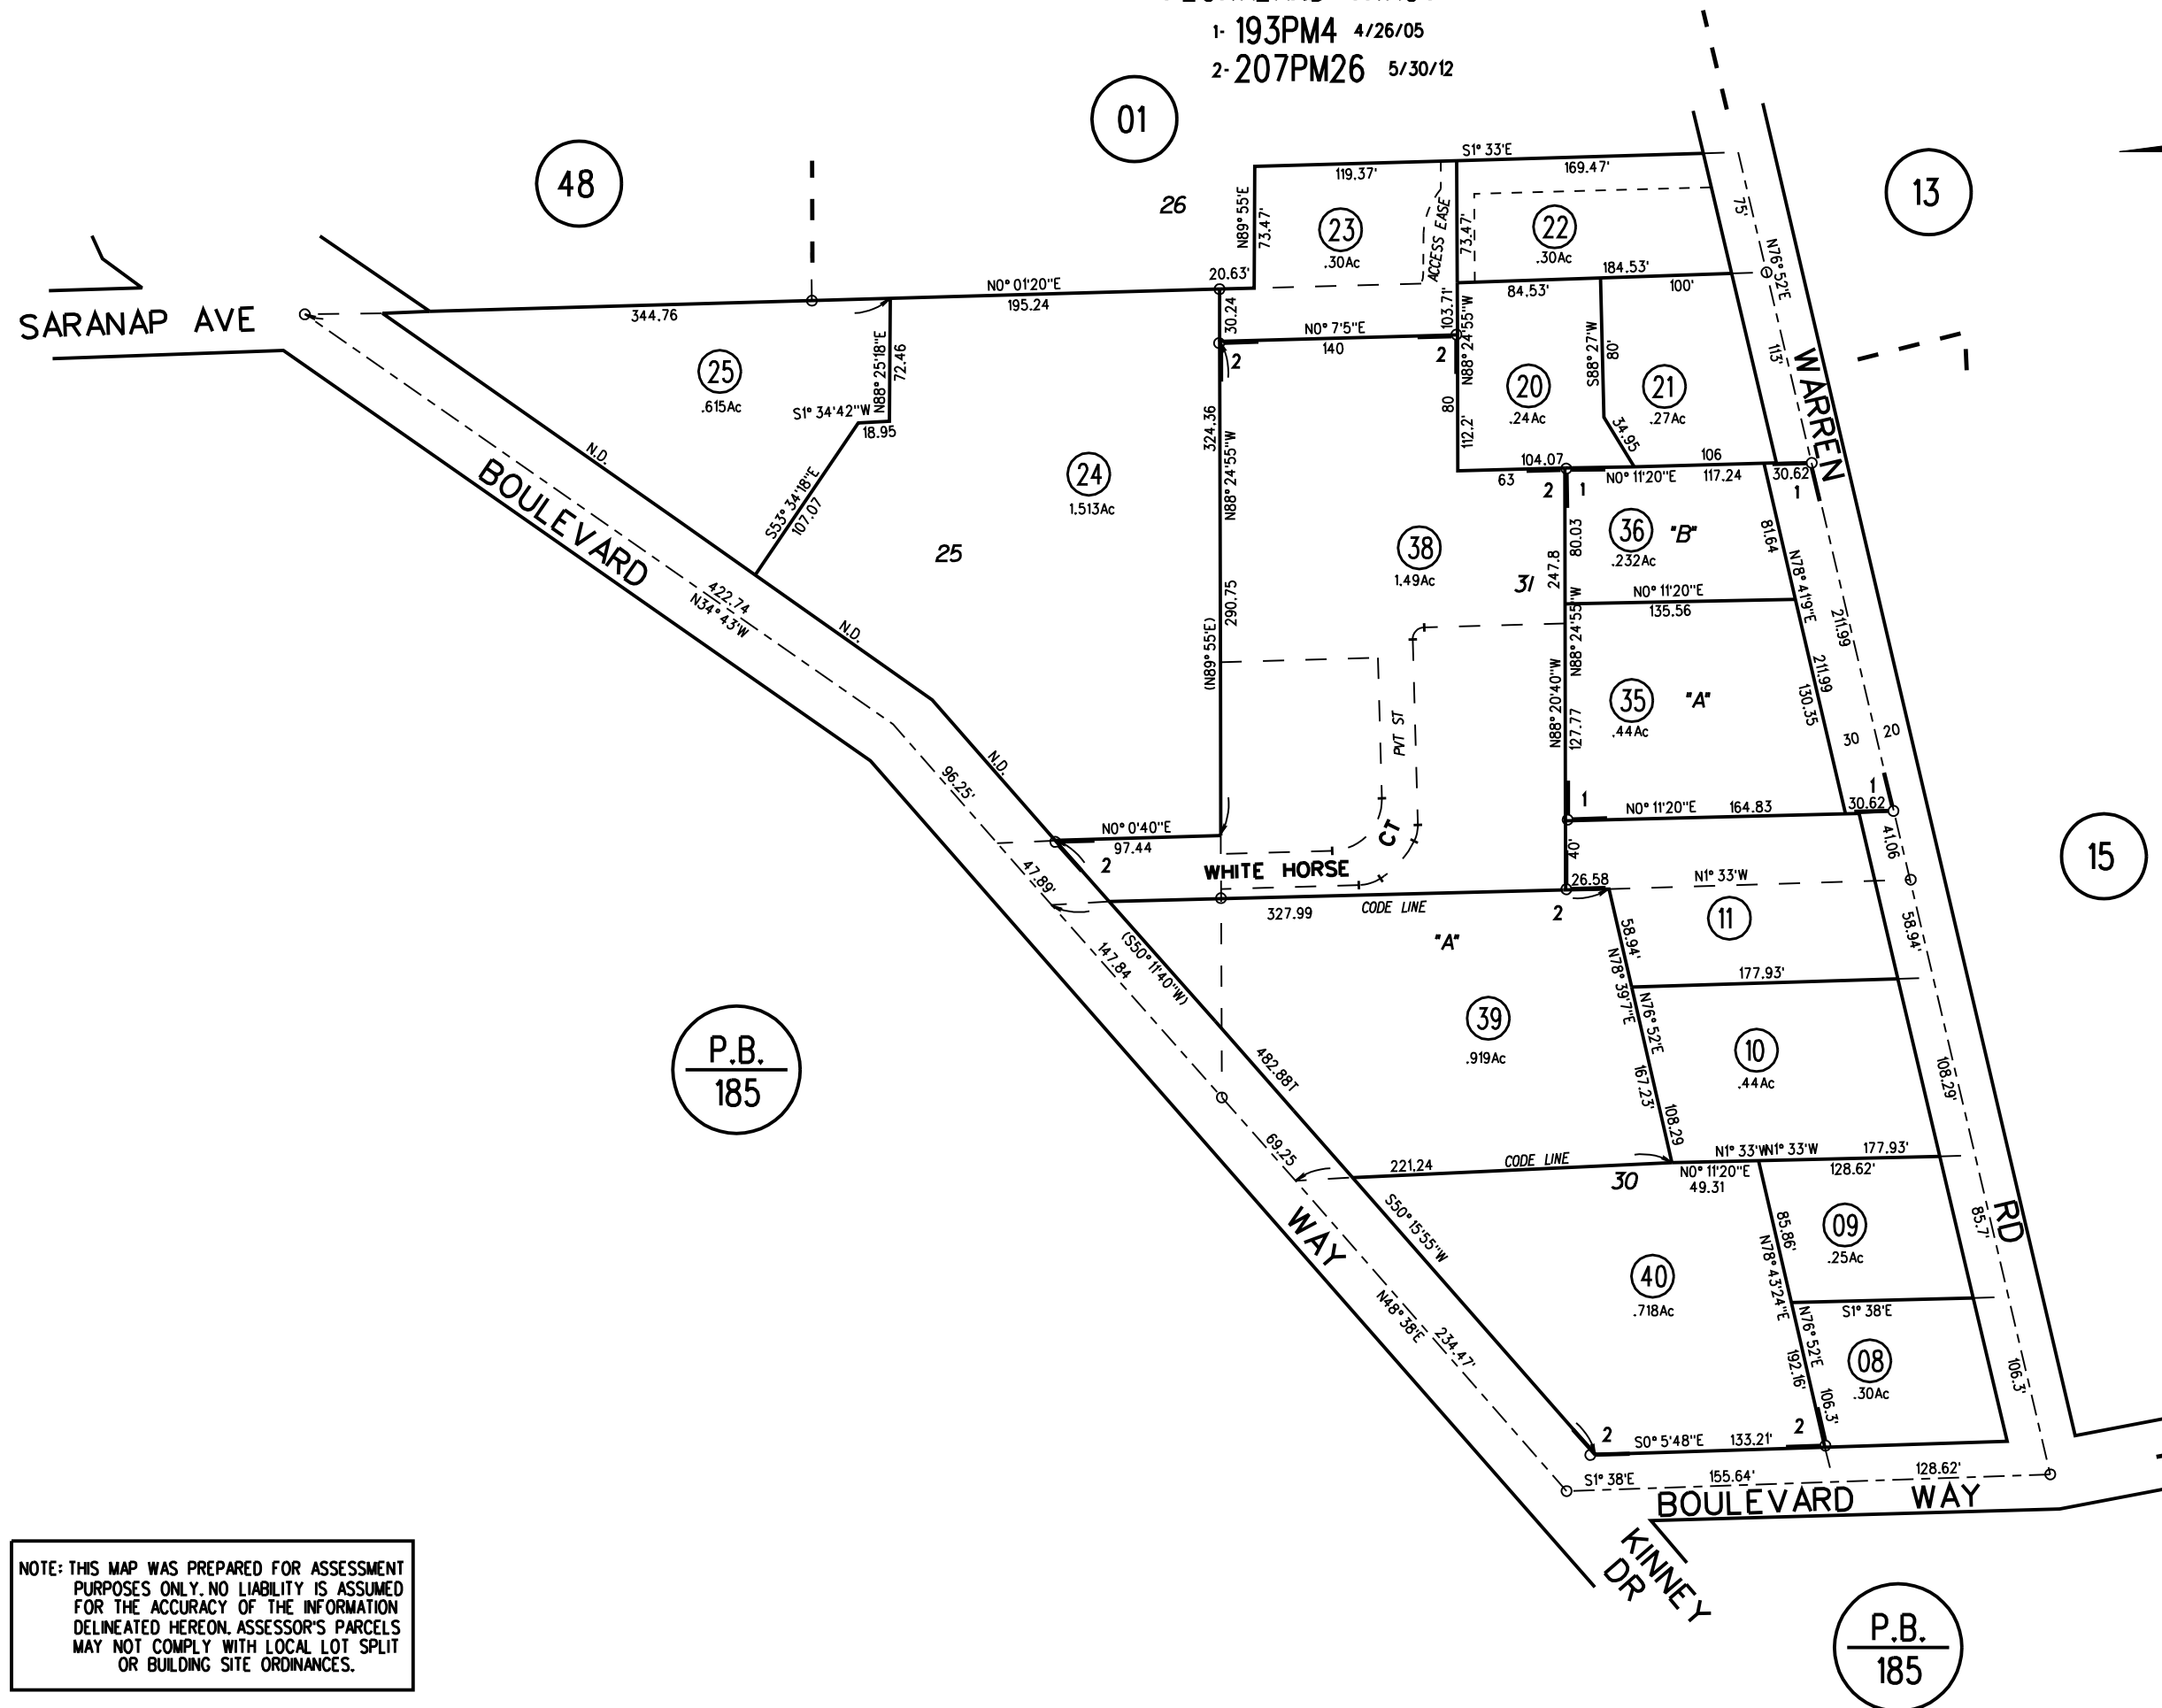 1- 193PM4 4/26/05
2- 207PM26 5/30/12
01
48
13
26
S1° 33'E
119.37'
169.47'
N89° 55'E
73.47'
23
.30Ac
ACCESS EASE
73.47'
22
.30Ac
75'
N76° 52'E
20.63'
184.53'
84.53'
100'
N0° 01'20"E
195.24
344.76
SARANAP AVE
30.24
N0° 7'5"E
140
2
2
103.71'
N88° 24'55"W
S88° 27'W
80'
113'
WARREN
25
.615Ac
N88° 25'18"E
72.46
S1° 34'42"W
18.95
20
.24Ac
21
.27Ac
80
112.2'
34.95
324.36
N88° 24'55"W
N.D.
BOULEVARD
S53° 34'18"E
107.07
24
1.513Ac
104.07
63
106
N0° 11'20"E
117.24
30.62
2
1
1
25
38
1.49Ac
31
247.8
80.03
36
"B"
.232Ac
81.64
N78° 41'9"E
N0° 11'20"E
135.56
422.74
N34° 43'W
N.D.
(N89° 55'E)
290.75
N88° 24'55"W
211.99
211.99
N88° 20'40"W
127.77
35
"A"
.44Ac
130.35
30
20
PVT ST
N.D.
96.25'
1
N0° 11'20"E
164.83
30.62
1
N0° 0'40"E
97.44
2
CT
WHITE HORSE
40'
41.06
47.89'
26.58
N1° 33'W
327.99
CODE LINE
2
11
15
"A"
58.94'
58.94'
(S50° 11'40"W)
147.84
N78° 39'7"E
177.93'
N76° 52'E
39
.919Ac
10
.44Ac
P.B.
185
482.88T
167.23'
108.29
108.29'
69.25
221.24
CODE LINE
30
N1° 33'W
N1° 33'W
177.93'
N0° 11'20"E
49.31
128.62'
WAY
S50° 15'55"W
85.86'
09
.25Ac
85.7'
RD
40
.718Ac
N78° 43'24"E
S1° 38'E
N48° 38'E
234.47'
N76° 52'E
192.16'
08
.30Ac
106.3'
106.3'
2
2
S0° 5'48"E
133.21'
S1° 38'E
155.64'
128.62'
BOULEVARD WAY
KINNEY
DR
P.B.
185
NOTE: THIS MAP WAS PREPARED FOR ASSESSMENT
PURPOSES ONLY. NO LIABILITY IS ASSUMED
FOR THE ACCURACY OF THE INFORMATION
DELINEATED HEREON. ASSESSOR'S PARCELS
MAY NOT COMPLY WITH LOCAL LOT SPLIT
OR BUILDING SITE ORDINANCES.